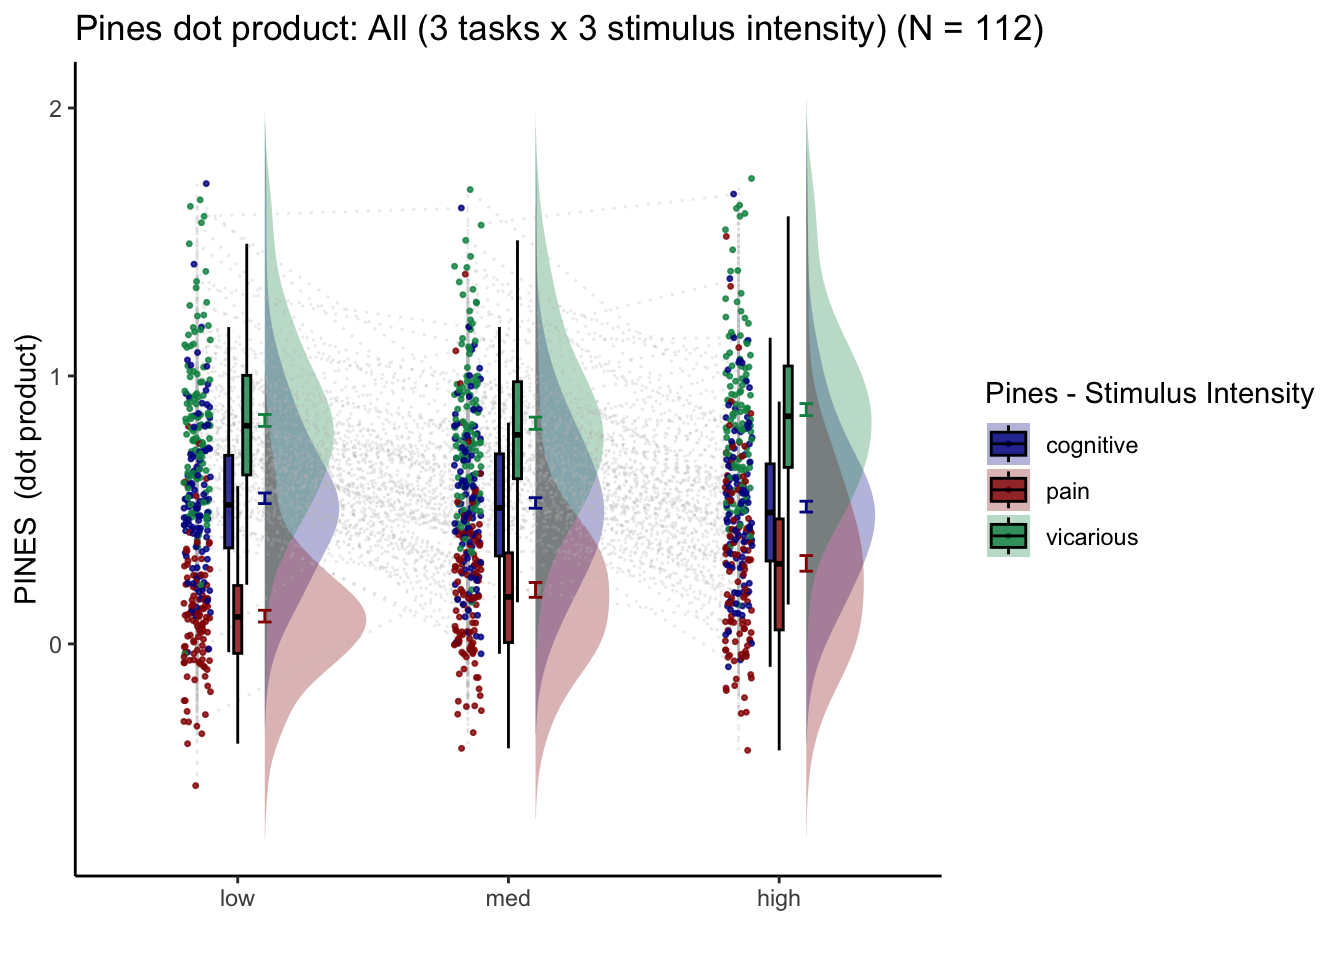 Pines dot product: All (3 tasks x 3 stimulus intensity) (N = 112)
PINES (dot product)
2
1
0
low
med
high
Pines - Stimulus Intensity
cognitive
pain
vicarious